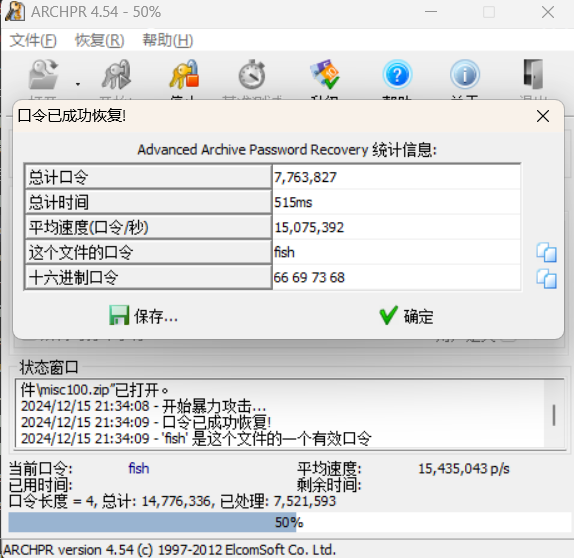 ARCHPR 4.54 - 50%
文件(F) 恢复(R) 帮助(H)
口令已成功恢复!
Advanced Archive Password Recovery 统计信息:
总计口令 7,763,827
总计时间 515ms
平均速度(口令/秒) 15,075,392
这个文件的口令 fish
十六进制口令 66 69 73 68
保存... 确定
状态窗口
件\misc100.zip"已打开。
2024/12/15 21:34:08 - 开始暴力攻击...
2024/12/15 21:34:09 - 口令已成功恢复!
2024/12/15 21:34:09 - 'fish' 是这个文件的一个有效口令
当前口令: fish 平均速度: 15,435,043 p/s
已用时间: 剩余时间:
口令长度 = 4, 总计: 14,776,336, 已处理: 7,521,593
50%
ARCHPR version 4.54 (c) 1997-2012 ElcomSoft Co. Ltd.